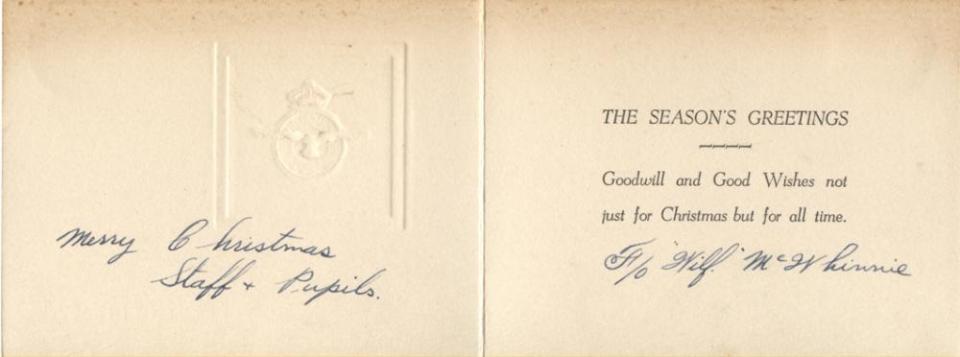 Merry Christmas
Staff + Pupils.
THE SEASON'S GREETINGS
Goodwill and Good Wishes not
just for Christmas but for all time.
F/O "Wilf." McWhinnie